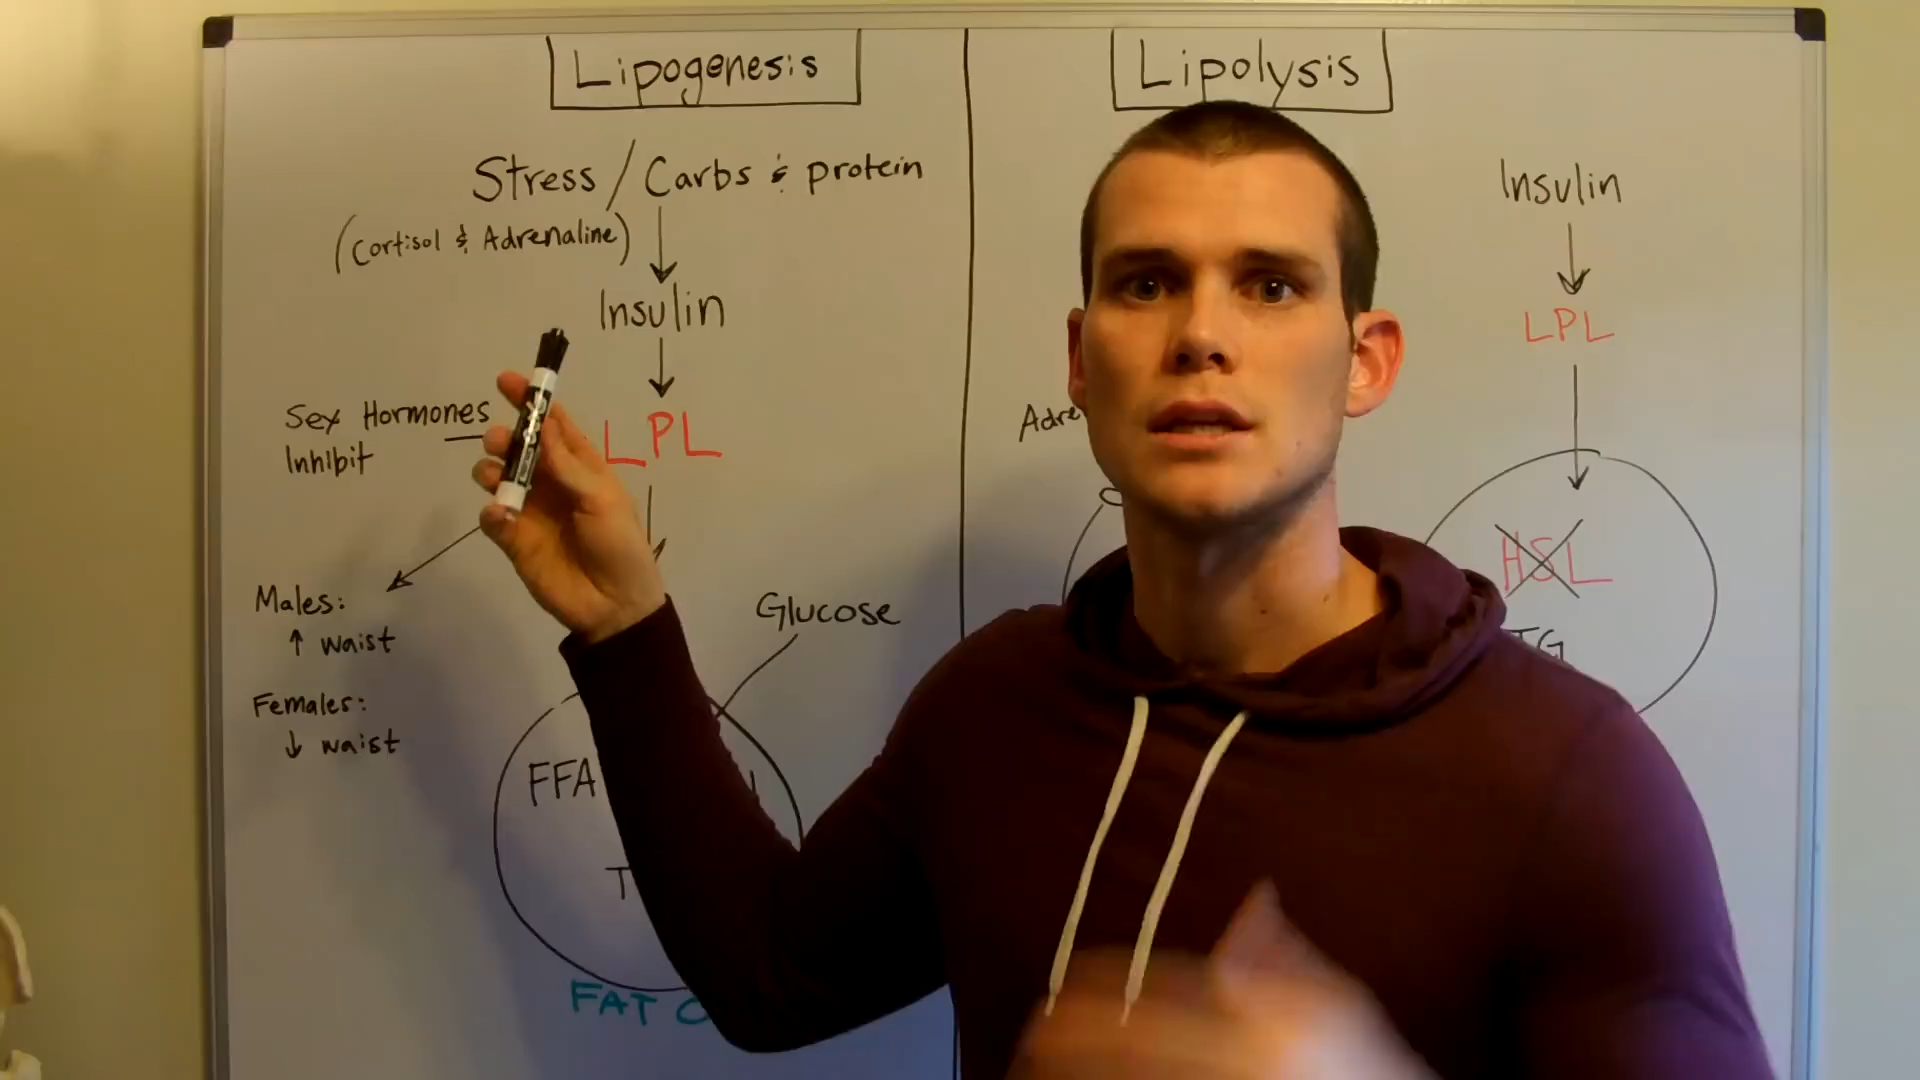 Lipogenesis
Stress / Carbs & protein
(Cortisol & Adrenaline)
Insulin
LPL
Sex Hormones
Inhibit
Males:
↑ waist
Females:
↓ waist
Glucose
FFA
FAT
Lipolysis
Insulin
LPL
HSL
TG